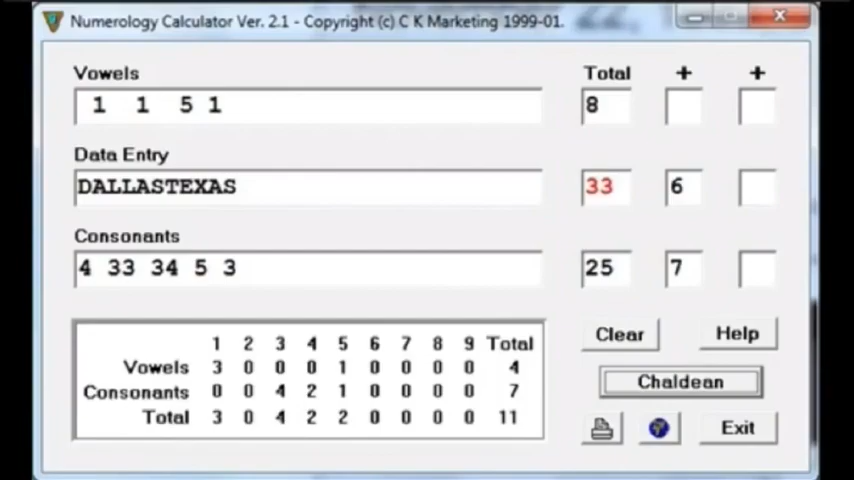 Numerology Calculator Ver. 2.1 - Copyright (c) C K Marketing 1999-01.
Vowels Total + +
1 1 5 1 8
Data Entry
DALLASTEXAS 33 6
Consonants
4 33 34 5 3 25 7
1 2 3 4 5 6 7 8 9 Total
Vowels 3 0 0 0 1 0 0 0 0 4
Consonants 0 0 4 2 1 0 0 0 0 7
Total 3 0 4 2 2 0 0 0 0 11
Clear Help
Chaldean
Exit